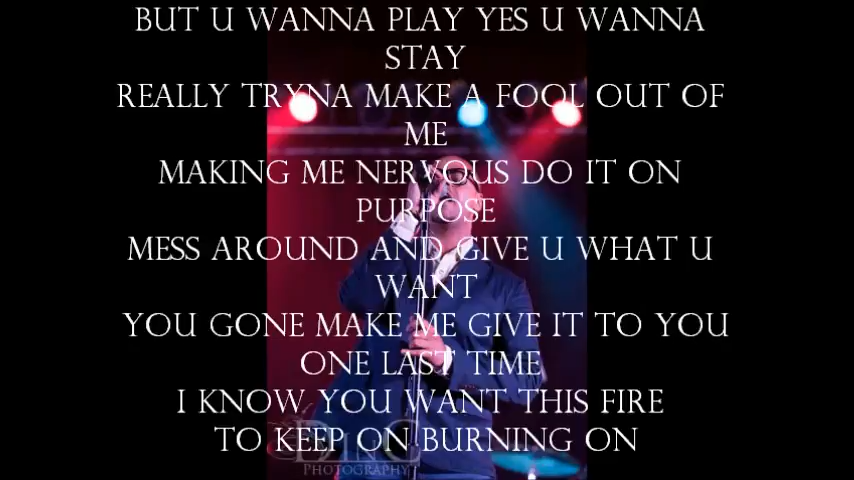 BUT U WANNA PLAY YES U WANNA
STAY
REALLY TRYNA MAKE A FOOL OUT OF
ME
MAKING ME NERVOUS DO IT ON
PURPOSE
MESS AROUND AND GIVE U WHAT U
WANT
YOU GONE MAKE ME GIVE IT TO YOU
ONE LAST TIME
I KNOW YOU WANT THIS FIRE
TO KEEP ON BURNING ON
PHOTOGRAPHY